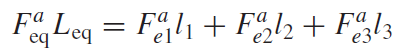 F^a_{eq} L_{eq} = F^a_{e1} l_1 + F^a_{e2} l_2 + F^a_{e3} l_3